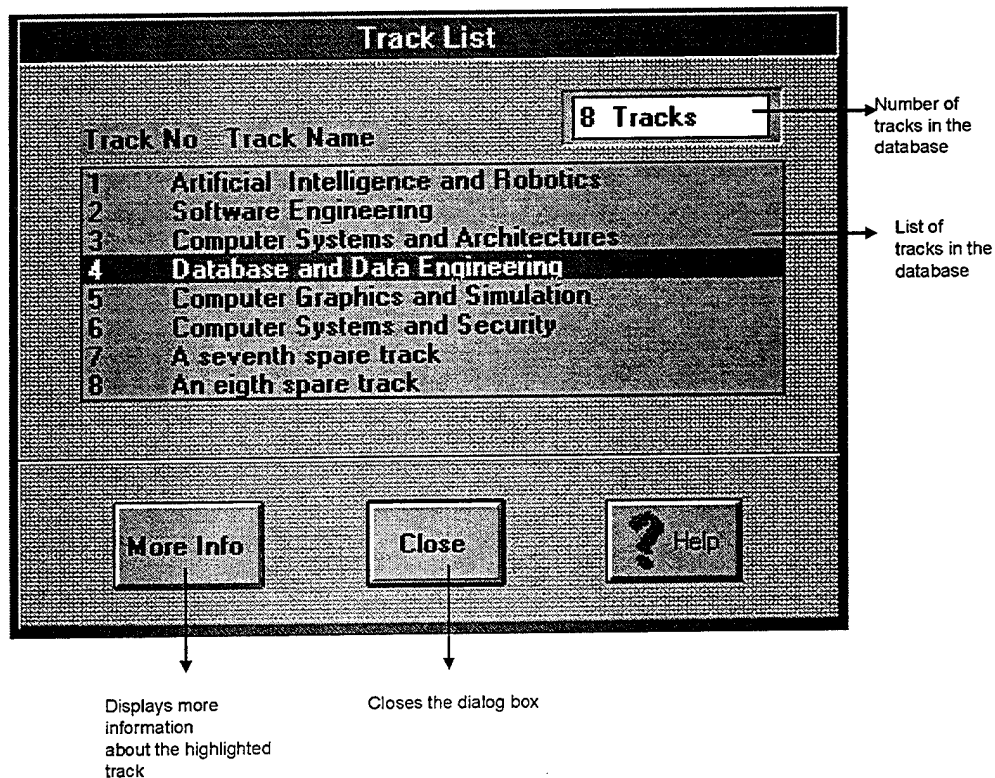 Track List
8 Tracks
Number of
tracks in the
database
Track No Track Name
1 Artificial Intelligence and Robotics
2 Software Engineering
3 Computer Systems and Architectures
List of
tracks in the
database
4 Database and Data Engineering
5 Computer Graphics and Simulation
6 Computer Systems and Security
7 A seventh spare track
8 An eigth spare track
More Info
Close
? Help
Displays more
information
about the highlighted
track
Closes the dialog box